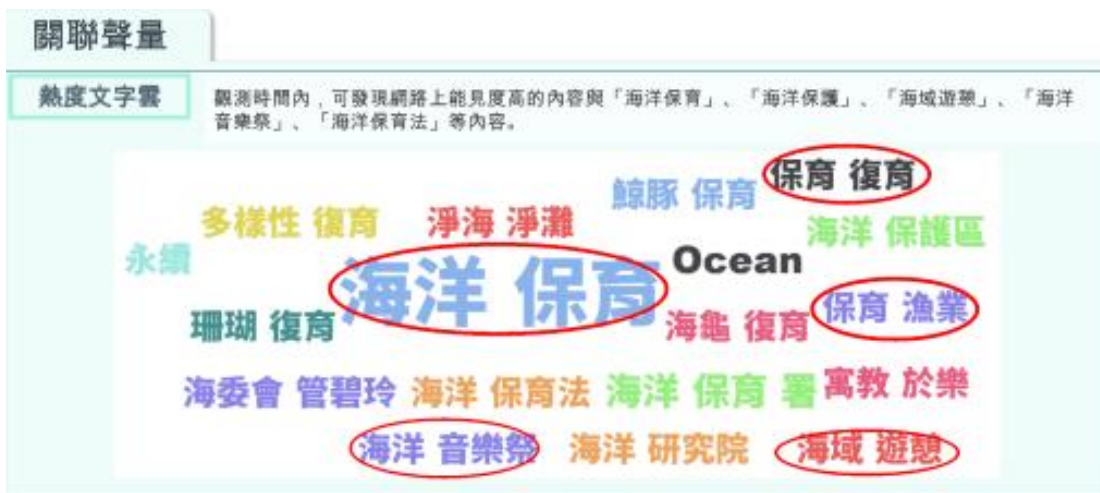 關聯聲量
熱度文字雲
觀測時間內，可發現網路上能見度高的內容與「海洋保育」、「海洋保護」、「海域遊憩」、「海洋
音樂祭」、「海洋保育法」等內容。
鯨豚 保育 保育 復育
多樣性 復育 淨海 淨灘 海洋 保護區
永續 海洋 保育 Ocean
珊瑚 復育 海龜 復育 保育 漁業
海委會 管碧玲 海洋 保育法 海洋 保育 署 寓教 於樂
海洋 音樂祭 海洋 研究院 海域 遊憩